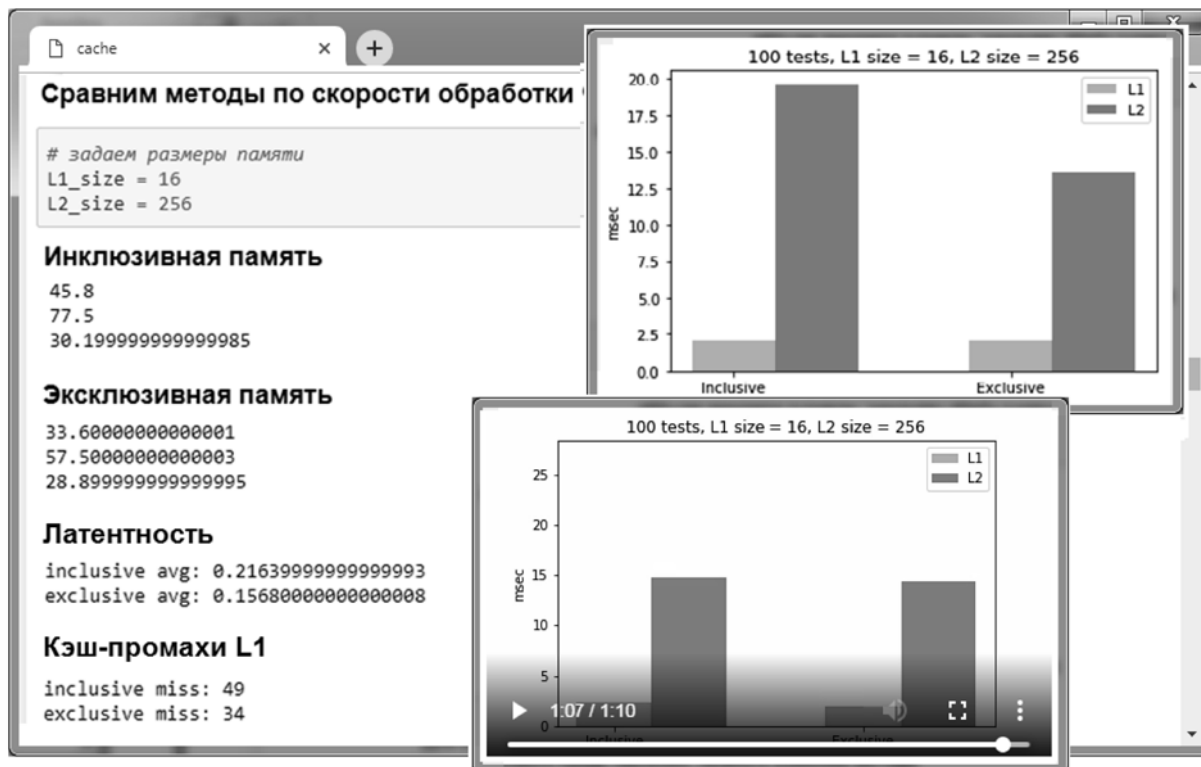 cache
Сравним методы по скорости обработки
# задаем размеры памяти
L1_size = 16
L2_size = 256
Инклюзивная память
45.8
77.5
30.199999999999985
Эксклюзивная память
33.60000000000001
57.50000000000003
28.899999999999995
Латентность
inclusive avg: 0.21639999999999993
exclusive avg: 0.15680000000000008
Кэш-промахи L1
inclusive miss: 49
exclusive miss: 34
100 tests, L1 size = 16, L2 size = 256
L1
L2
20.0
17.5
15.0
12.5
10.0
7.5
5.0
2.5
0.0
msec
Inclusive
Exclusive
100 tests, L1 size = 16, L2 size = 256
L1
L2
25
20
15
10
5
0
msec
1:07 / 1:10
Inclusive
Exclusive